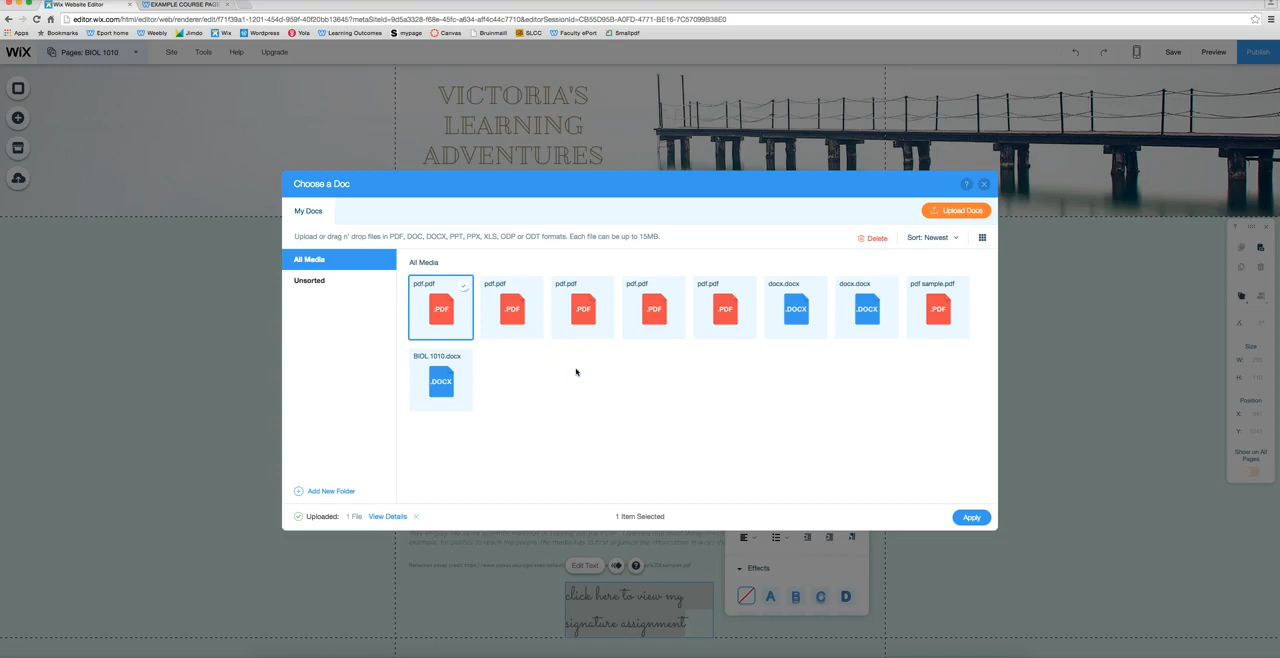 Wix Website Editor
EXAMPLE COURSE PAGE
editor.wix.com/html/editor/web/renderer/edit/f71f39a1-1201-454d-959f-40f20bb13645?metaSiteId=9d5a3328-f68e-45fc-a634-aff4c44c7710&editorSessionId=CB55D95B-A0FD-4771-BE16-7C57099B38E0
Apps Bookmarks Eport home Weebly Jimdo Wix Wordpress Yola Learning Outcomes mypage Canvas Bruinmail SLCC Faculty ePort Smallpdf
WiX Pages: BIOL 1010 Site Tools Help Upgrade Save Preview Publish
VICTORIA'S
LEARNING
ADVENTURES
Choose a Doc
My Docs
Upload Docs
Upload or drag n' drop files in PDF, DOC, DOCX, PPT, PPX, XLS, ODP or ODT formats. Each file can be up to 15MB.
Delete Sort: Newest
All Media
All Media
Unsorted
pdf.pdf pdf.pdf pdf.pdf pdf.pdf pdf.pdf docx.docx docx.docx pdf sample.pdf
.PDF .PDF .PDF .PDF .PDF .DOCX .DOCX .PDF
BIOL 1010.docx
.DOCX
Size
W:
H:
Position
X:
Y:
Show on All
Pages
Add New Folder
Uploaded: 1 File View Details
1 Item Selected
Apply
Edit Text
Effects
A B C D
click here to view my
signature assignment